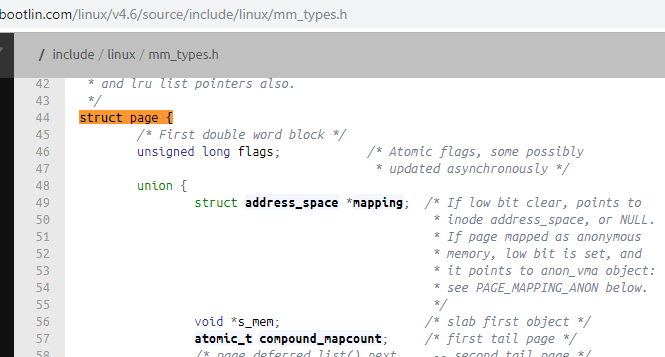 bootlin.com/linux/v4.6/source/include/linux/mm_types.h
/ include / linux / mm_types.h
42 * and lru list pointers also.
43 */
44 struct page {
45 /* First double word block */
46 unsigned long flags; /* Atomic flags, some possibly
47 * updated asynchronously */
48 union {
49 struct address_space *mapping; /* If low bit clear, points to
50 * inode address_space, or NULL.
51 * If page mapped as anonymous
52 * memory, low bit is set, and
53 * it points to anon_vma object:
54 * see PAGE_MAPPING_ANON below.
55 */
56 void *s_mem; /* slab first object */
57 atomic_t compound_mapcount; /* first tail page */
58 /* page_deferred_list().next -- second tail page */